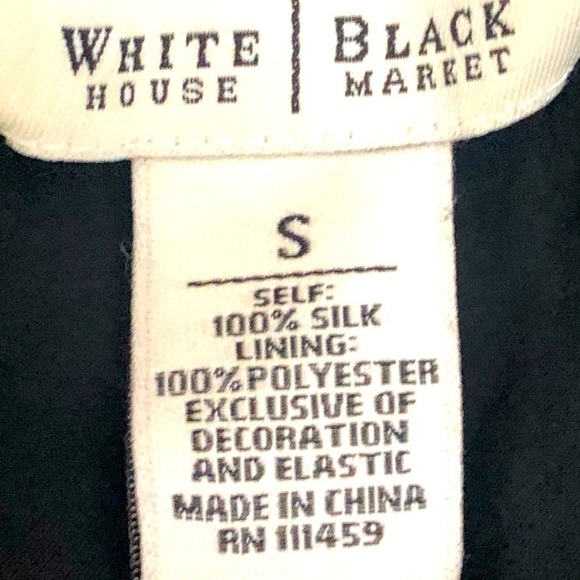 WHITE | BLACK
HOUSE | MARKET
S
SELF:
100% SILK
LINING:
100% POLYESTER
EXCLUSIVE OF
DECORATION
AND ELASTIC
MADE IN CHINA
RN 111459